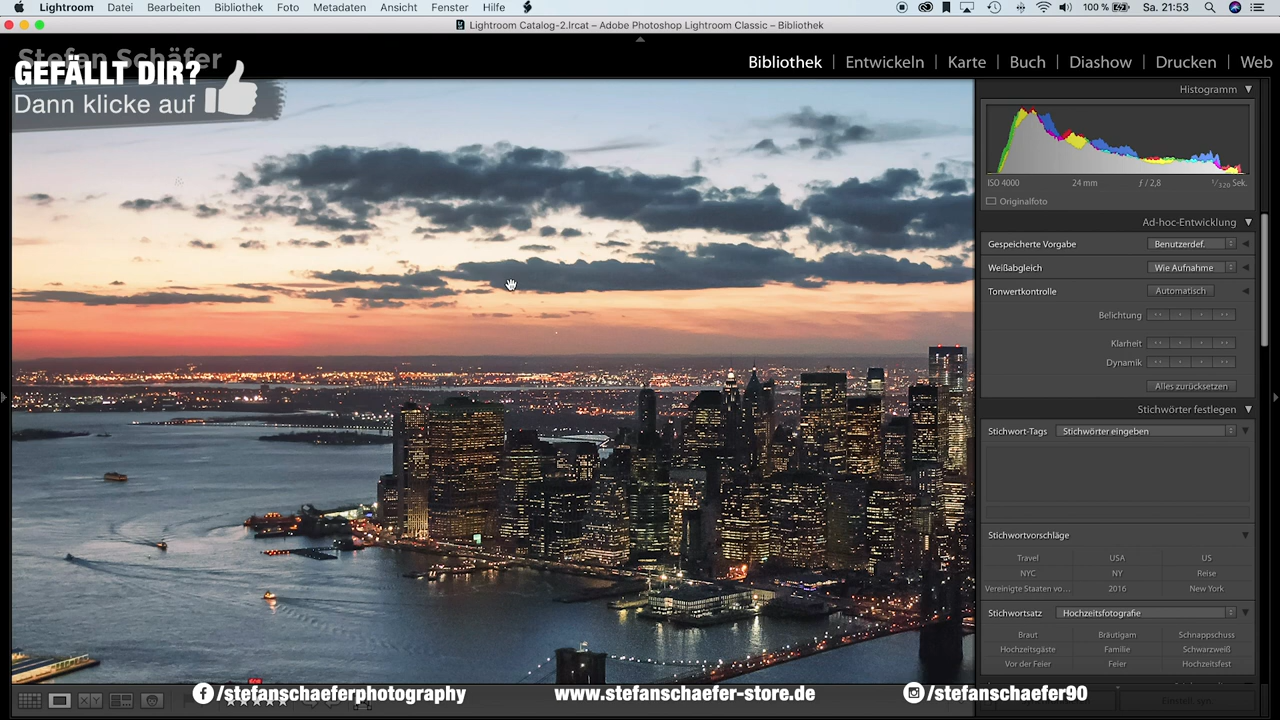 Lightroom Datei Bearbeiten Bibliothek Foto Metadaten Ansicht Fenster Hilfe 100 % Sa. 21:53
Lightroom Catalog-2.lrcat – Adobe Photoshop Lightroom Classic – Bibliothek
Stefan Schäfer
GEFÄLLT DIR?
Dann klicke auf
Bibliothek | Entwickeln | Karte | Buch | Diashow | Drucken | Web
Histogramm
ISO 4000 24 mm ƒ / 2,8 1/320 Sek.
Originalfoto
Ad-hoc-Entwicklung
Gespeicherte Vorgabe Benutzerdef.
Weißabgleich Wie Aufnahme
Tonwertkontrolle Automatisch
Belichtung
Klarheit
Dynamik
Alles zurücksetzen
Stichwörter festlegen
Stichwort-Tags Stichwörter eingeben
Stichwortvorschläge
Travel USA US
NYC NY Reise
Vereinigte Staaten vo... 2016 New York
Stichwortsatz Hochzeitsfotografie
Braut Bräutigam Schnappschuss
Hochzeitsgäste Familie Schwarzweiß
Vor der Feier Feier Hochzeitsfest
/stefanschaeferphotography www.stefanschaefer-store.de /stefanschaefer90